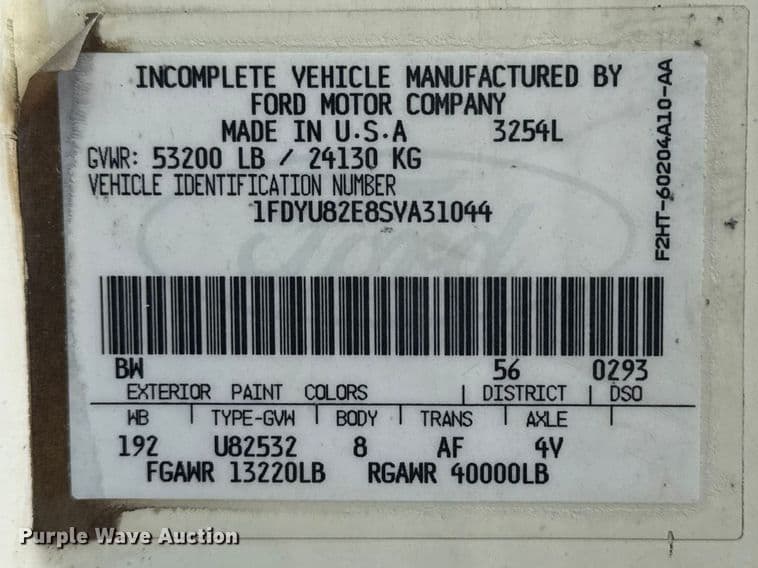 INCOMPLETE VEHICLE MANUFACTURED BY
FORD MOTOR COMPANY
MADE IN U.S.A 3254L
GVWR: 53200 LB / 24130 KG
VEHICLE IDENTIFICATION NUMBER
1FDYU82E8SVA31044
F2HT-60204A10-AA
Ford
BW 56 0293
EXTERIOR PAINT COLORS | DISTRICT | DSO
WB | TYPE-GVW | BODY | TRANS | AXLE |
192 U82532 8 AF 4V
FGAWR 13220LB RGAWR 40000LB
Purple Wave Auction